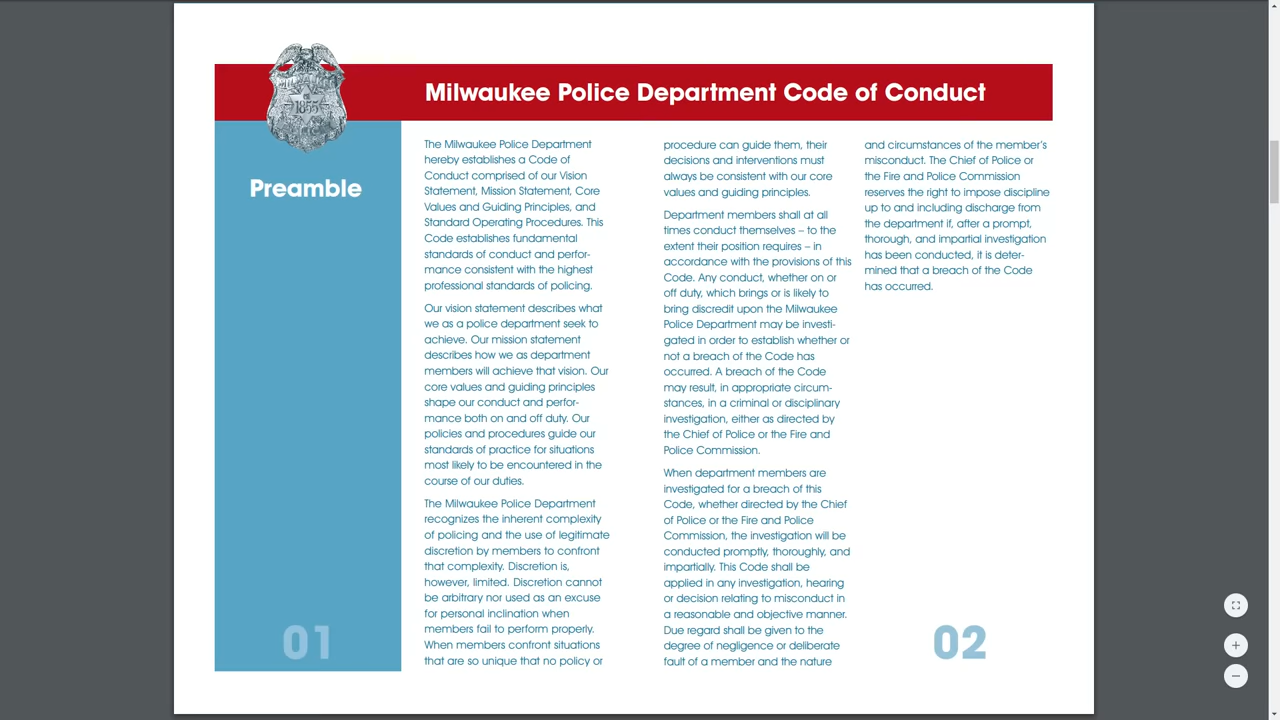 Milwaukee Police Department Code of Conduct
MILWAUKEE
1855
Preamble
The Milwaukee Police Department
hereby establishes a Code of
Conduct comprised of our Vision
Statement, Mission Statement, Core
Values and Guiding Principles, and
Standard Operating Procedures. This
Code establishes fundamental
standards of conduct and perfor-
mance consistent with the highest
professional standards of policing.
Our vision statement describes what
we as a police department seek to
achieve. Our mission statement
describes how we as department
members will achieve that vision. Our
core values and guiding principles
shape our conduct and perfor-
mance both on and off duty. Our
policies and procedures guide our
standards of practice for situations
most likely to be encountered in the
course of our duties.
The Milwaukee Police Department
recognizes the inherent complexity
of policing and the use of legitimate
discretion by members to confront
that complexity. Discretion is,
however, limited. Discretion cannot
be arbitrary nor used as an excuse
for personal inclination when
members fail to perform properly.
When members confront situations
that are so unique that no policy or
procedure can guide them, their
decisions and interventions must
always be consistent with our core
values and guiding principles.
Department members shall at all
times conduct themselves – to the
extent their position requires – in
accordance with the provisions of this
Code. Any conduct, whether on or
off duty, which brings or is likely to
bring discredit upon the Milwaukee
Police Department may be investi-
gated in order to establish whether or
not a breach of the Code has
occurred. A breach of the Code
may result, in appropriate circum-
stances, in a criminal or disciplinary
investigation, either as directed by
the Chief of Police or the Fire and
Police Commission.
When department members are
investigated for a breach of this
Code, whether directed by the Chief
of Police or the Fire and Police
Commission, the investigation will be
conducted promptly, thoroughly, and
impartially. This Code shall be
applied in any investigation, hearing
or decision relating to misconduct in
a reasonable and objective manner.
Due regard shall be given to the
degree of negligence or deliberate
fault of a member and the nature
and circumstances of the member's
misconduct. The Chief of Police or
the Fire and Police Commission
reserves the right to impose discipline
up to and including discharge from
the department if, after a prompt,
thorough, and impartial investigation
has been conducted, it is deter-
mined that a breach of the Code
has occurred.
01
02